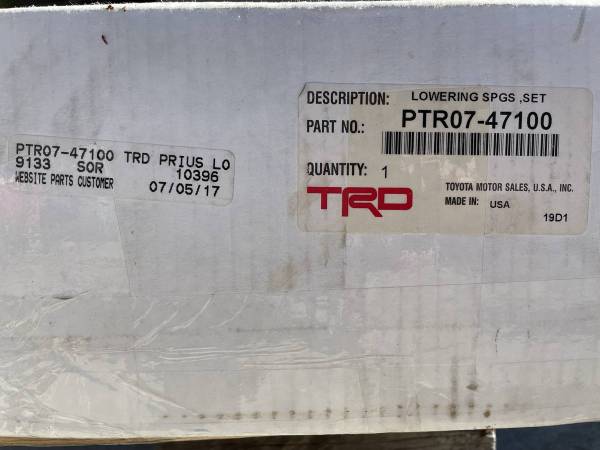 PTR07-47100 TRD PRIUS LO
9133 SOR 10396
WEBSITE PARTS CUSTOMER 07/05/17
DESCRIPTION: LOWERING SPGS ,SET
PART NO.: PTR07-47100
QUANTITY: 1
TRD
TOYOTA MOTOR SALES, U.S.A., INC.
MADE IN: USA
19D1